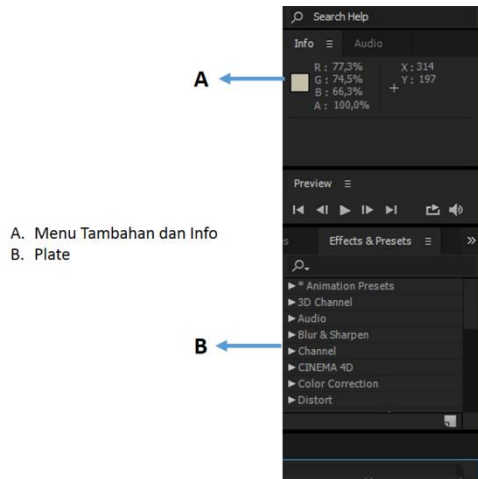 Search Help
Info Audio
R : 77,3% X : 314
G : 74,5% Y : 197
B : 66,3%
A : 100,0%
A
Preview
s Effects & Presets »
A. Menu Tambahan dan Info
B. Plate
* Animation Presets
3D Channel
Audio
Blur & Sharpen
B
Channel
CINEMA 4D
Color Correction
Distort